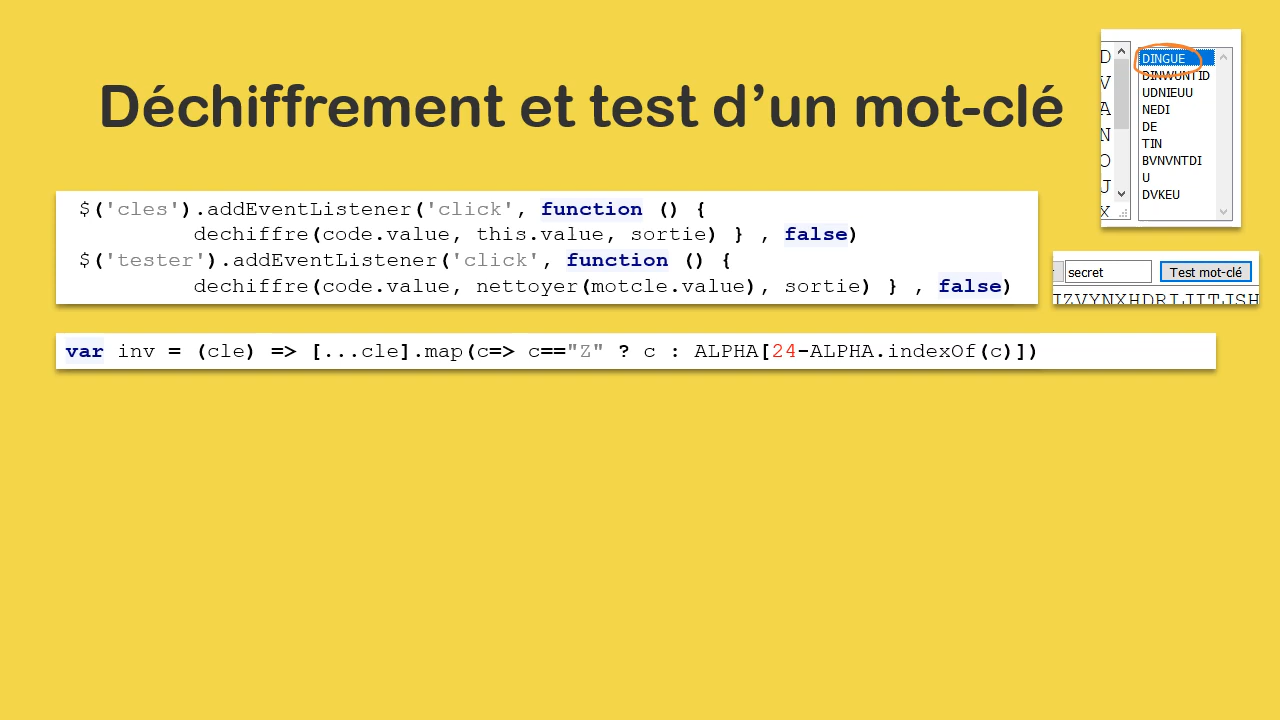 Déchiffrement et test d’un mot-clé
D
V
A
N
O
J
X
DINGUE
DINWUNTID
UDNIEUU
NEDI
DE
TIN
BVNVNTDI
U
DVKEU
$('cles').addEventListener('click', function () {
dechiffre(code.value, this.value, sortie) } , false)
$('tester').addEventListener('click', function () {
dechiffre(code.value, nettoyer(motcle.value), sortie) } , false)
secret
Test mot-clé
var inv = (cle) => [...cle].map(c=> c=="Z" ? c : ALPHA[24-ALPHA.indexOf(c)])